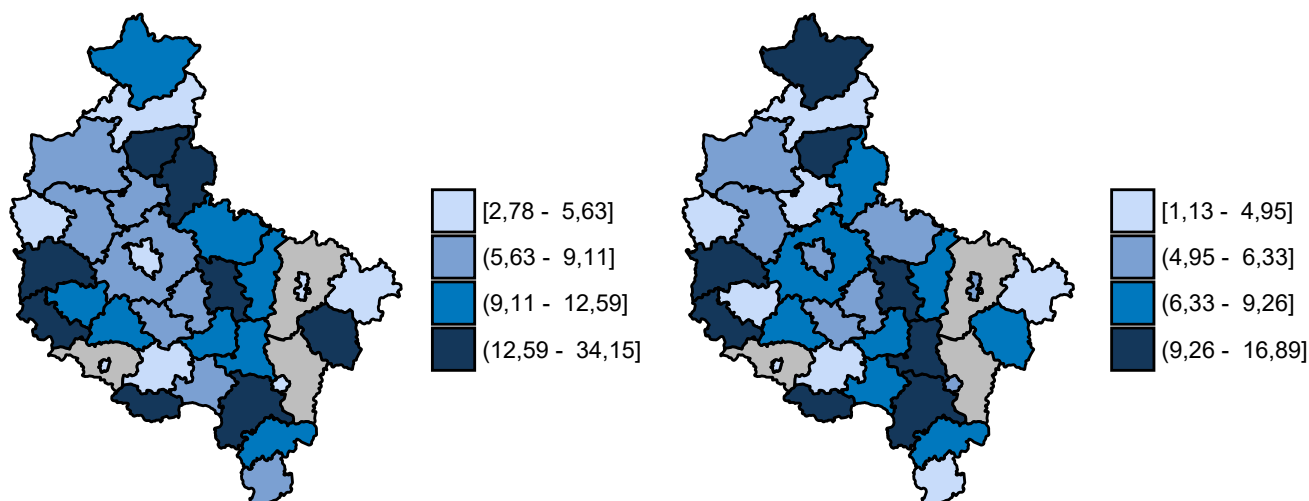 [2,78 - 5,63]
(5,63 - 9,11]
(9,11 - 12,59]
(12,59 - 34,15]
[1,13 - 4,95]
(4,95 - 6,33]
(6,33 - 9,26]
(9,26 - 16,89]